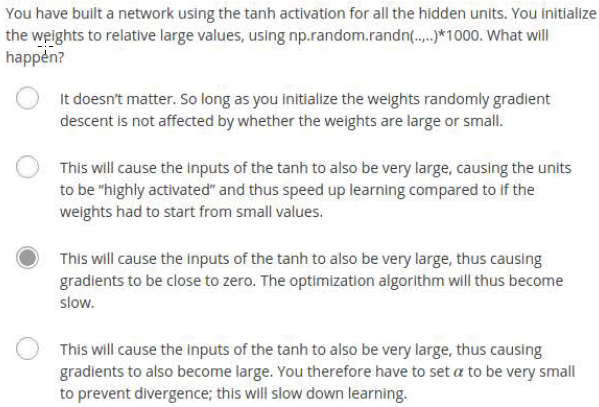 You have built a network using the tanh activation for all the hidden units. You initialize
the weights to relative large values, using np.random.randn(..,..)*1000. What will
happen?
It doesn't matter. So long as you initialize the weights randomly gradient
descent is not affected by whether the weights are large or small.
This will cause the inputs of the tanh to also be very large, causing the units
to be "highly activated" and thus speed up learning compared to if the
weights had to start from small values.
This will cause the inputs of the tanh to also be very large, thus causing
gradients to be close to zero. The optimization algorithm will thus become
slow.
This will cause the inputs of the tanh to also be very large, thus causing
gradients to also become large. You therefore have to set α to be very small
to prevent divergence; this will slow down learning.